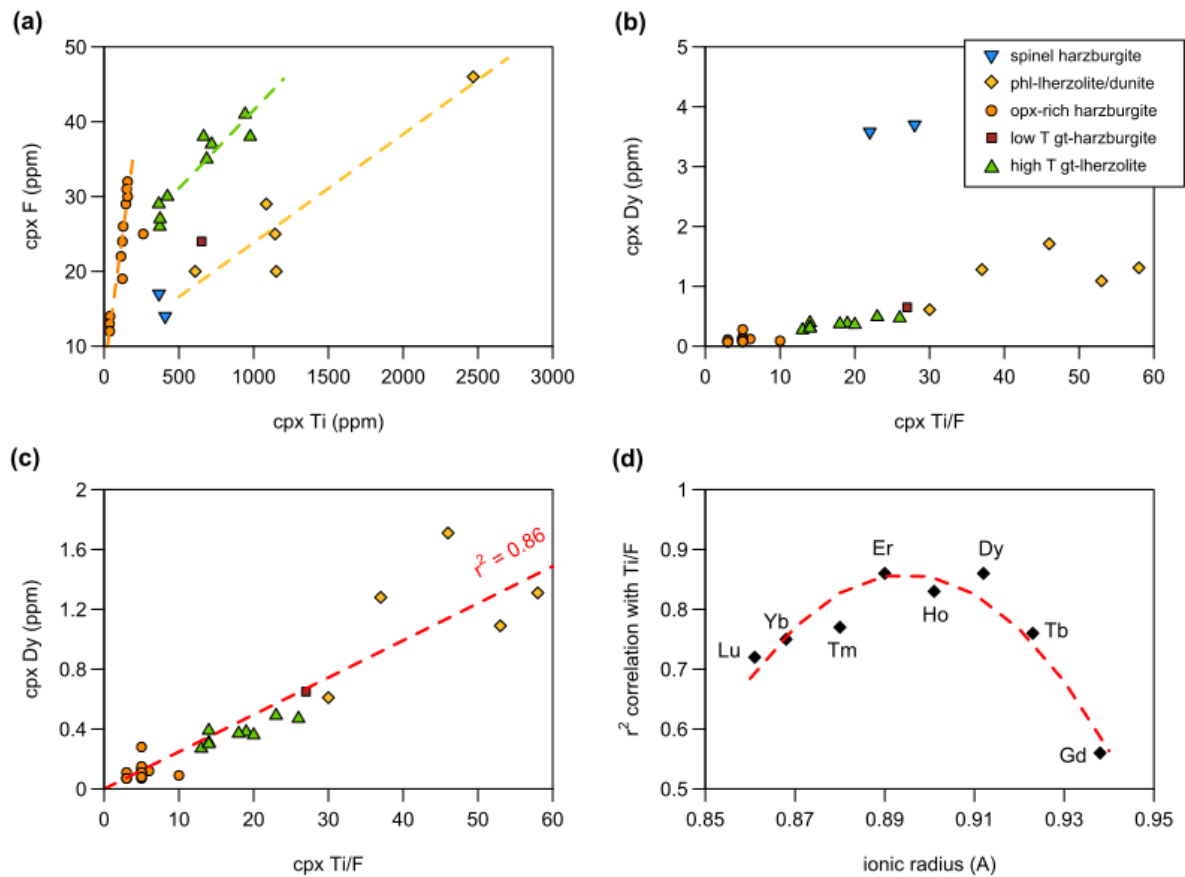 (a)
50
40
30
20
10
cpx F (ppm)
0
500
1000
1500
2000
2500
3000
cpx Ti (ppm)
(b)
5
4
3
2
1
0
cpx Dy (ppm)
0
10
20
30
40
50
60
cpx Ti/F
spinel harzburgite
phl-lherzolite/dunite
opx-rich harzburgite
low T gt-harzburgite
high T gt-lherzolite
(c)
2
1.6
1.2
0.8
0.4
0
cpx Dy (ppm)
r² = 0.86
0
10
20
30
40
50
60
cpx Ti/F
(d)
1
0.9
0.8
0.7
0.6
0.5
r² correlation with Ti/F
Lu
Yb
Tm
Er
Ho
Dy
Tb
Gd
0.85
0.87
0.89
0.91
0.93
0.95
ionic radius (A)